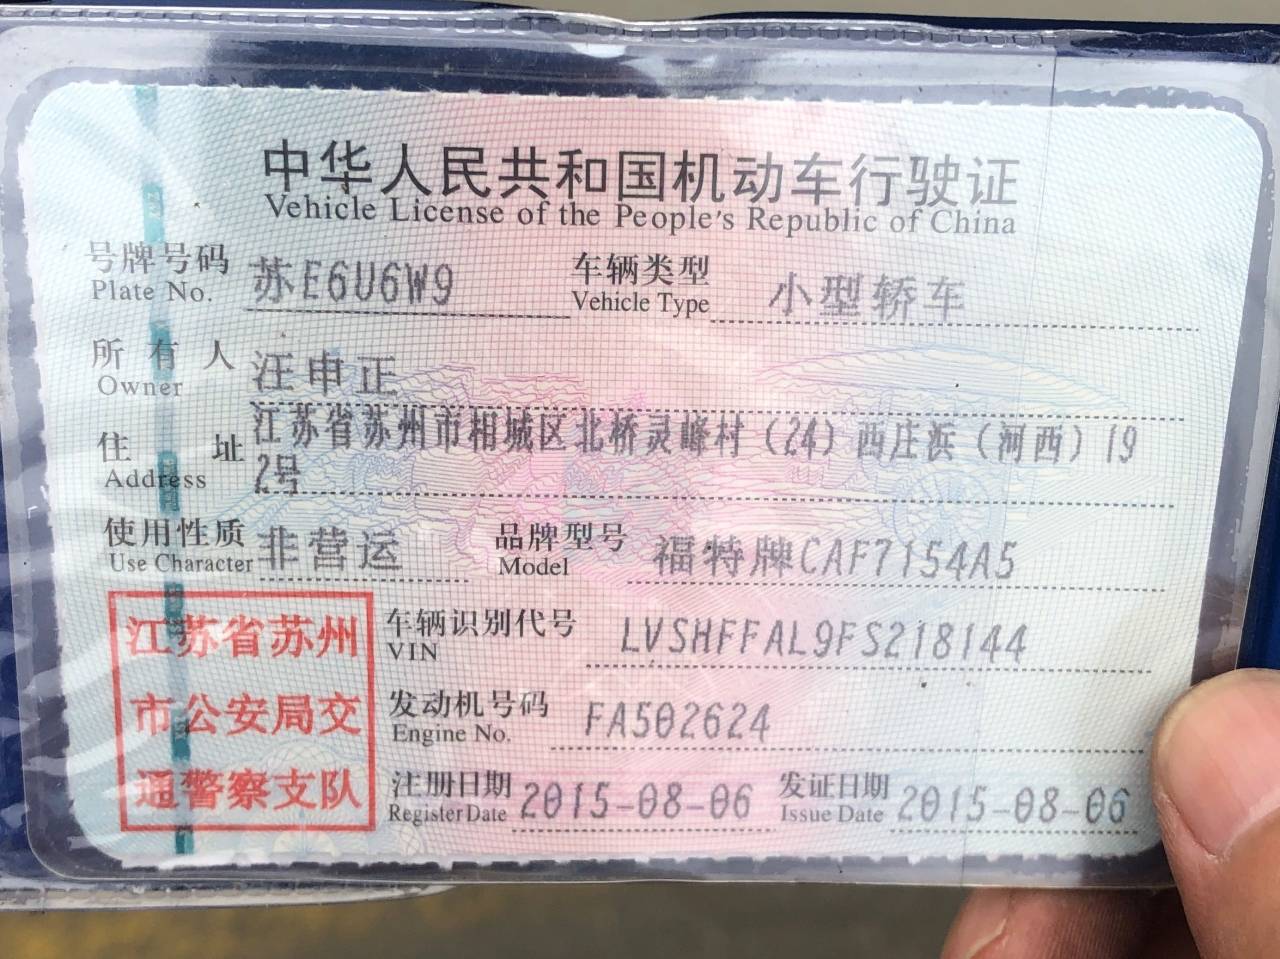 中华人民共和国机动车行驶证
Vehicle License of the People's Republic of China
号牌号码 苏E6U6W9 车辆类型 小型轿车
Plate No. Vehicle Type
所有人 汪申正
Owner
住址 江苏省苏州市相城区北桥灵峰村(24)西庄浜(河西)19
Address 2号
使用性质 非营运 品牌型号 福特牌CAF7154A5
Use Character Model
江苏省苏州
市公安局交
通警察支队
车辆识别代号 LVSHFFAL9FS218144
VIN
发动机号码 FA502624
Engine No.
注册日期 2015-08-06 发证日期 2015-08-06
Register Date Issue Date